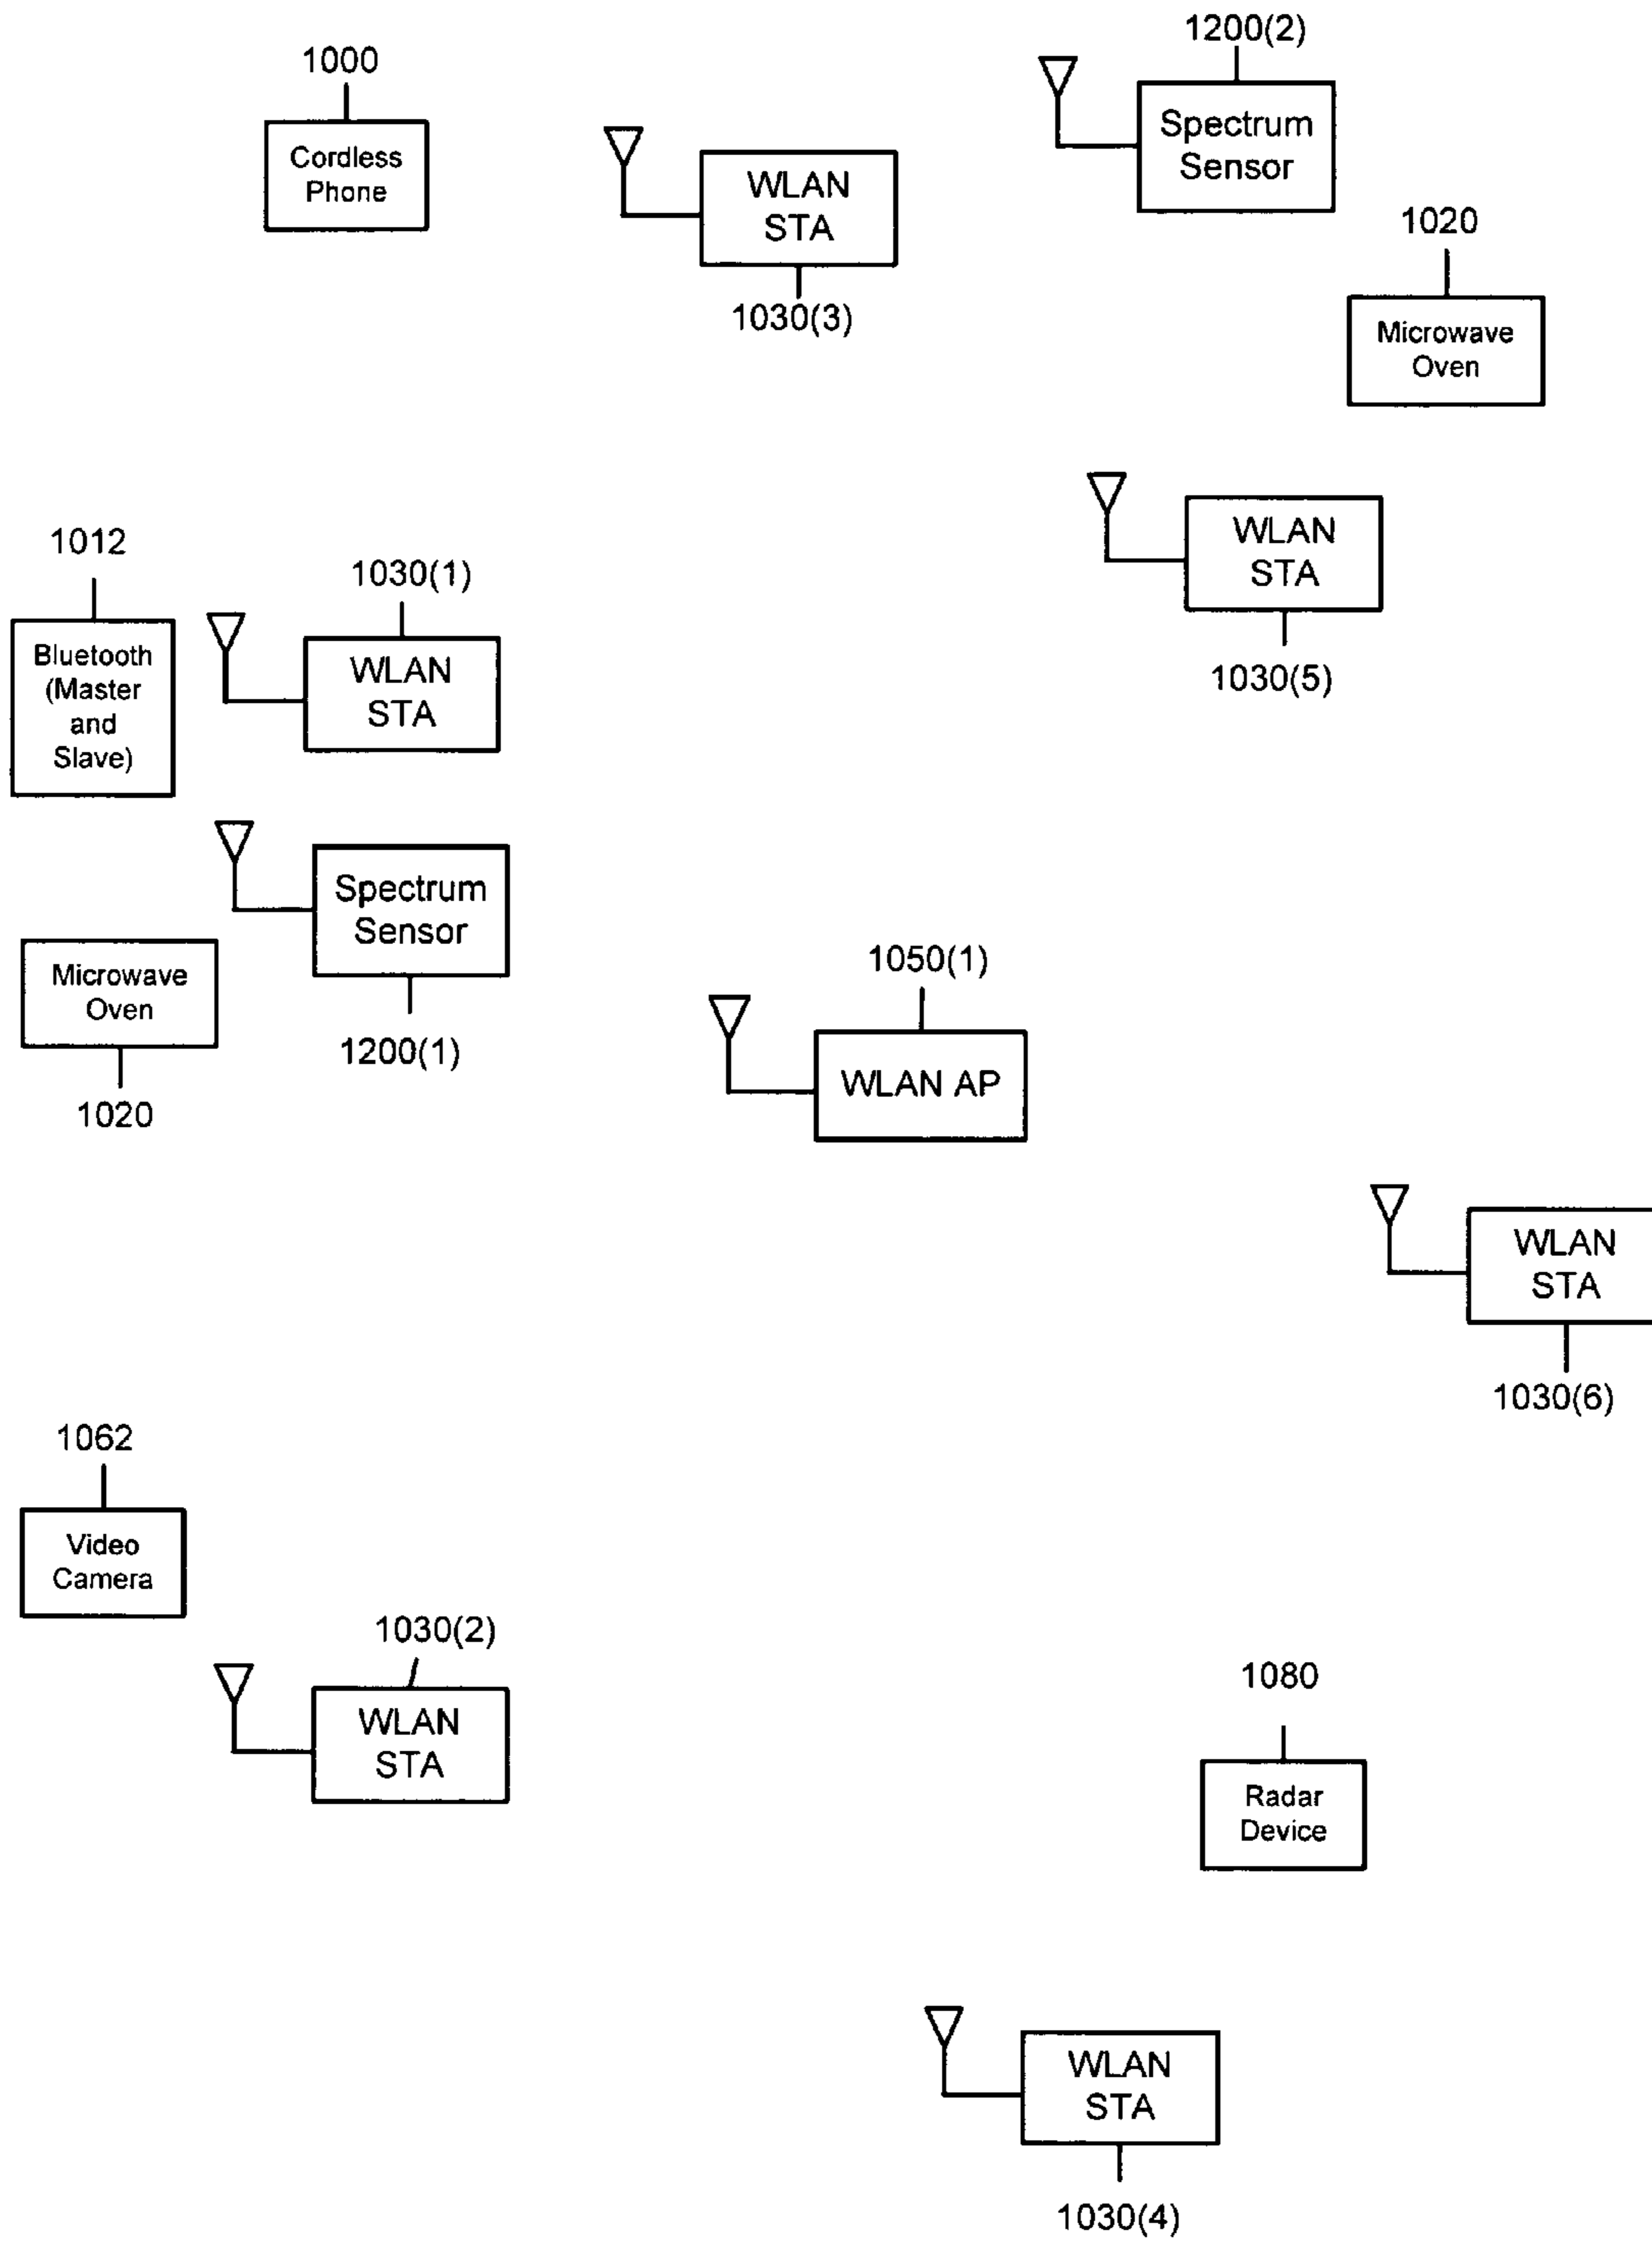 1000
Cordless
Phone
WLAN
STA
1030(3)
1200(2)
Spectrum
Sensor
1020
Microwave
Oven
WLAN
STA
1030(5)
1012
Bluetooth
(Master
and
Slave)
1030(1)
WLAN
STA
Spectrum
Sensor
1200(1)
Microwave
Oven
1020
1050(1)
WLAN AP
WLAN
STA
1030(6)
1062
Video
Camera
1030(2)
WLAN
STA
1080
Radar
Device
WLAN
STA
1030(4)